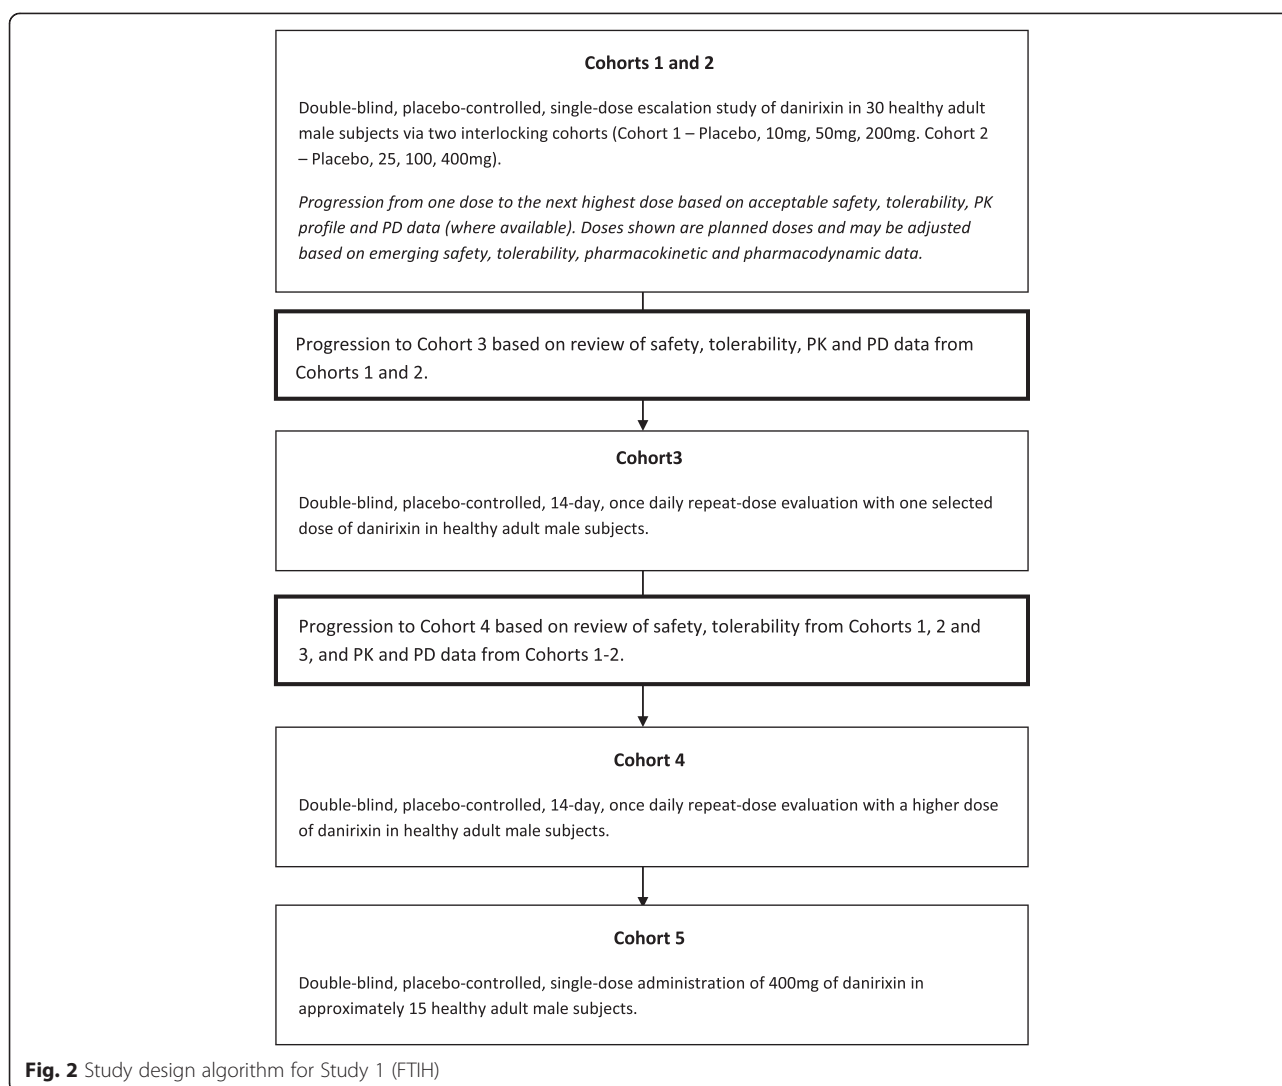 Cohorts 1 and 2
Double-blind, placebo-controlled, single-dose escalation study of danirixin in 30 healthy adult
male subjects via two interlocking cohorts (Cohort 1 – Placebo, 10mg, 50mg, 200mg. Cohort 2
– Placebo, 25, 100, 400mg).
Progression from one dose to the next highest dose based on acceptable safety, tolerability, PK
profile and PD data (where available). Doses shown are planned doses and may be adjusted
based on emerging safety, tolerability, pharmacokinetic and pharmacodynamic data.
Progression to Cohort 3 based on review of safety, tolerability, PK and PD data from
Cohorts 1 and 2.
Cohort3
Double-blind, placebo-controlled, 14-day, once daily repeat-dose evaluation with one selected
dose of danirixin in healthy adult male subjects.
Progression to Cohort 4 based on review of safety, tolerability from Cohorts 1, 2 and
3, and PK and PD data from Cohorts 1-2.
Cohort 4
Double-blind, placebo-controlled, 14-day, once daily repeat-dose evaluation with a higher dose
of danirixin in healthy adult male subjects.
Cohort 5
Double-blind, placebo-controlled, single-dose administration of 400mg of danirixin in
approximately 15 healthy adult male subjects.
Fig. 2 Study design algorithm for Study 1 (FTIH)